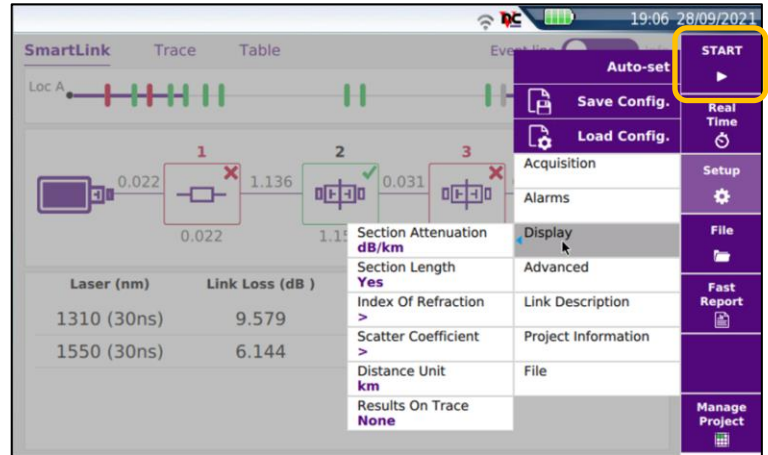 19:06 28/09/2021
SmartLink Trace Table
START
Auto-set
Loc A
Save Config.
Real
Time
Load Config.
1 2 3
Acquisition
Setup
0.022 1.136 0.031
Alarms
0.022
Section Attenuation
dB/km
Display
File
Section Length
Yes
Advanced
Laser (nm) Link Loss (dB )
Index Of Refraction
>
Link Description
Fast
Report
1310 (30ns) 9.579
Scatter Coefficient
>
Project Information
1550 (30ns) 6.144
Distance Unit
km
File
Results On Trace
None
Manage
Project